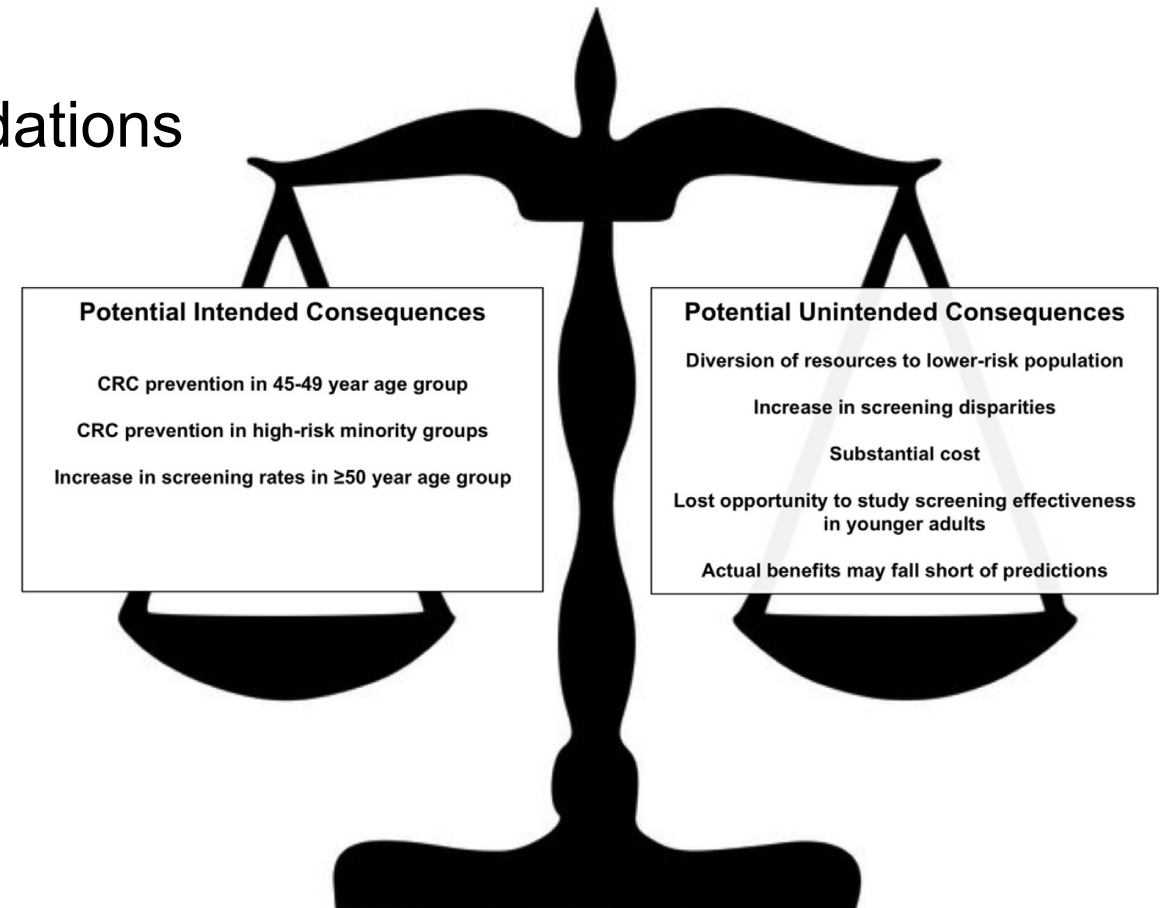 dations
Potential Intended Consequences
CRC prevention in 45-49 year age group
CRC prevention in high-risk minority groups
Increase in screening rates in ≥50 year age group
Potential Unintended Consequences
Diversion of resources to lower-risk population
Increase in screening disparities
Substantial cost
Lost opportunity to study screening effectiveness
in younger adults
Actual benefits may fall short of predictions